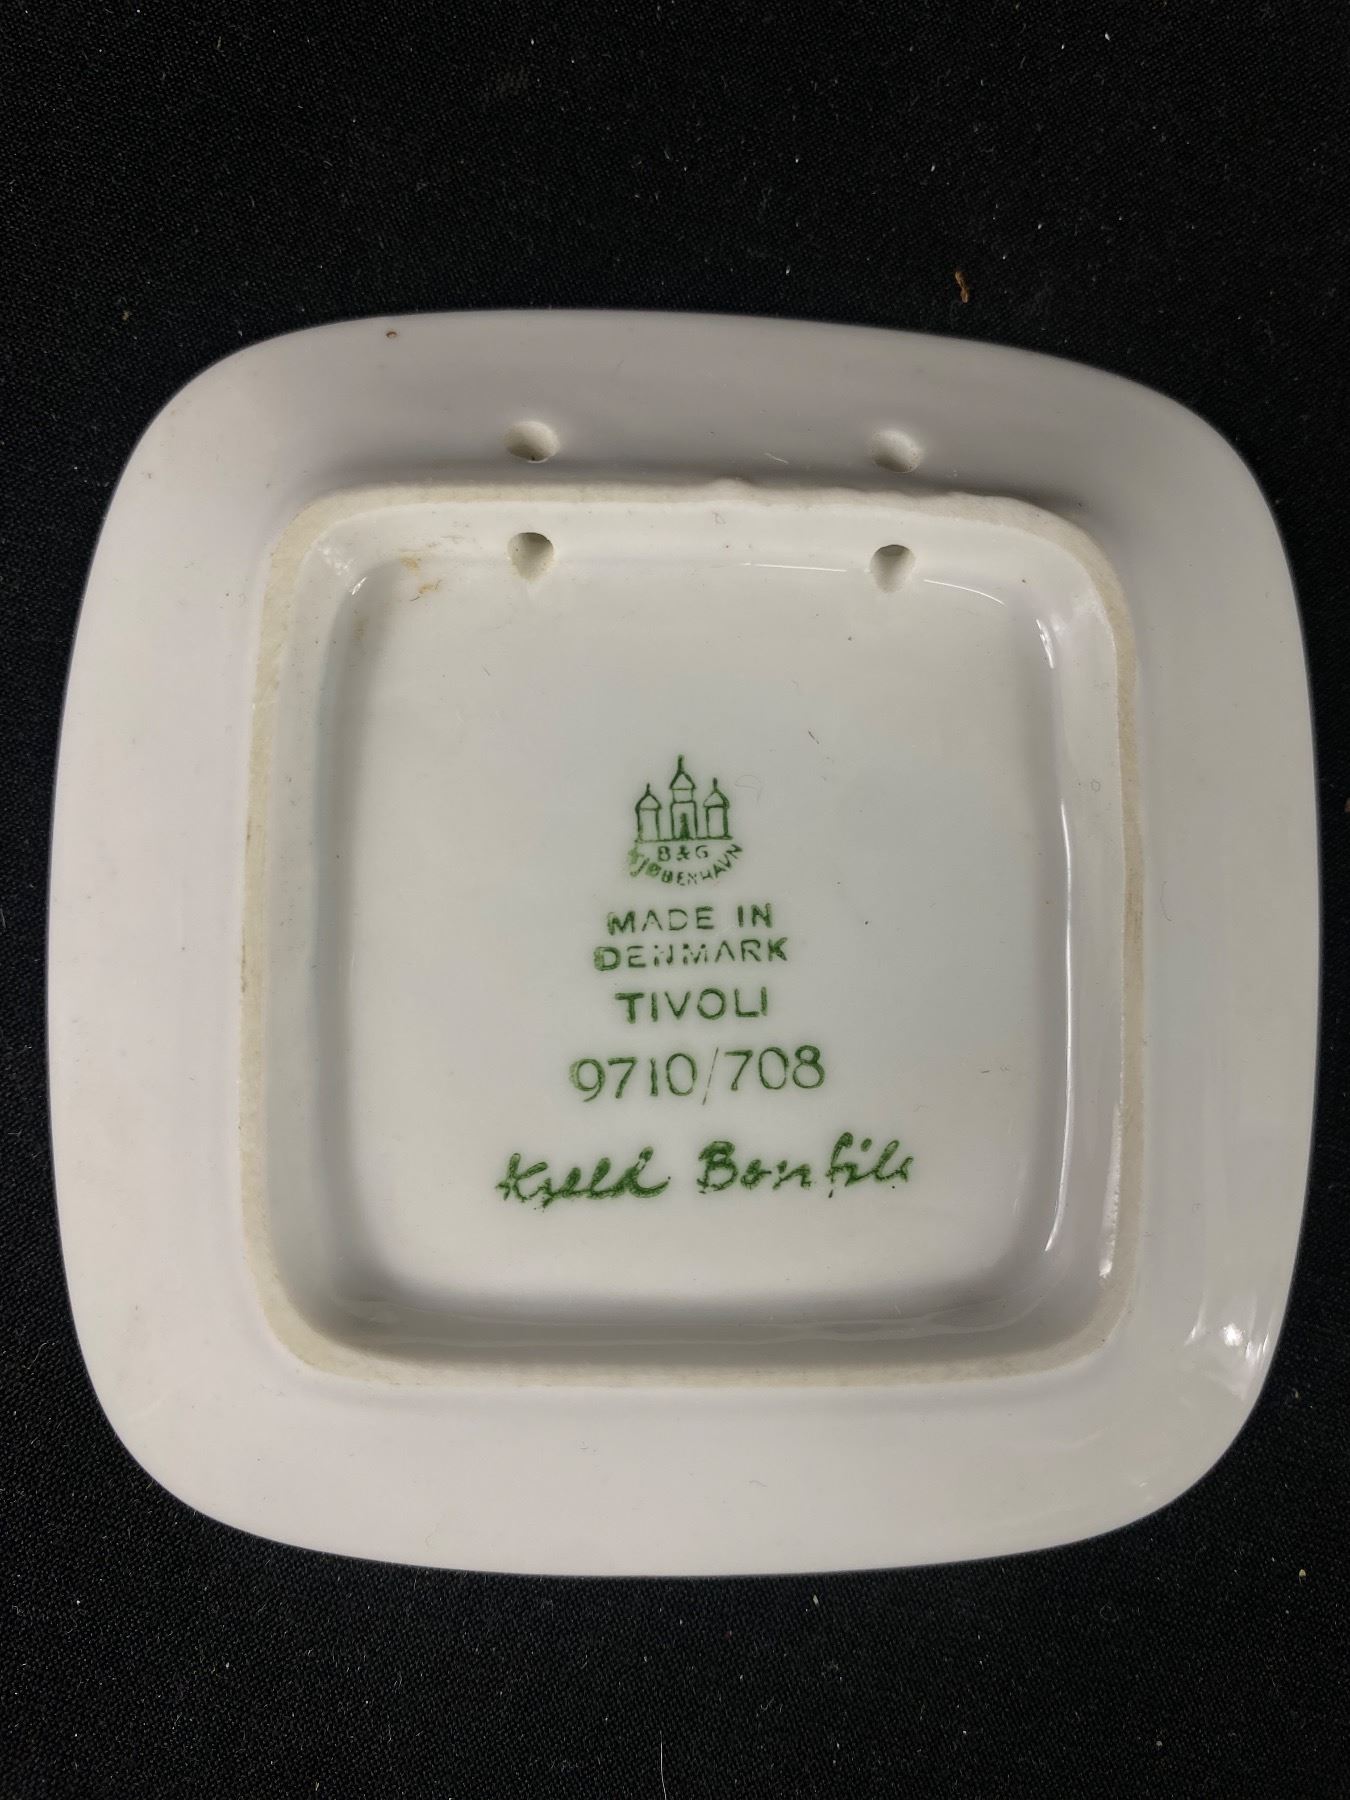 B & G
KJØBENHAVN
MADE IN
DENMARK
TIVOLI
9710/708
Kjeld Bonfils